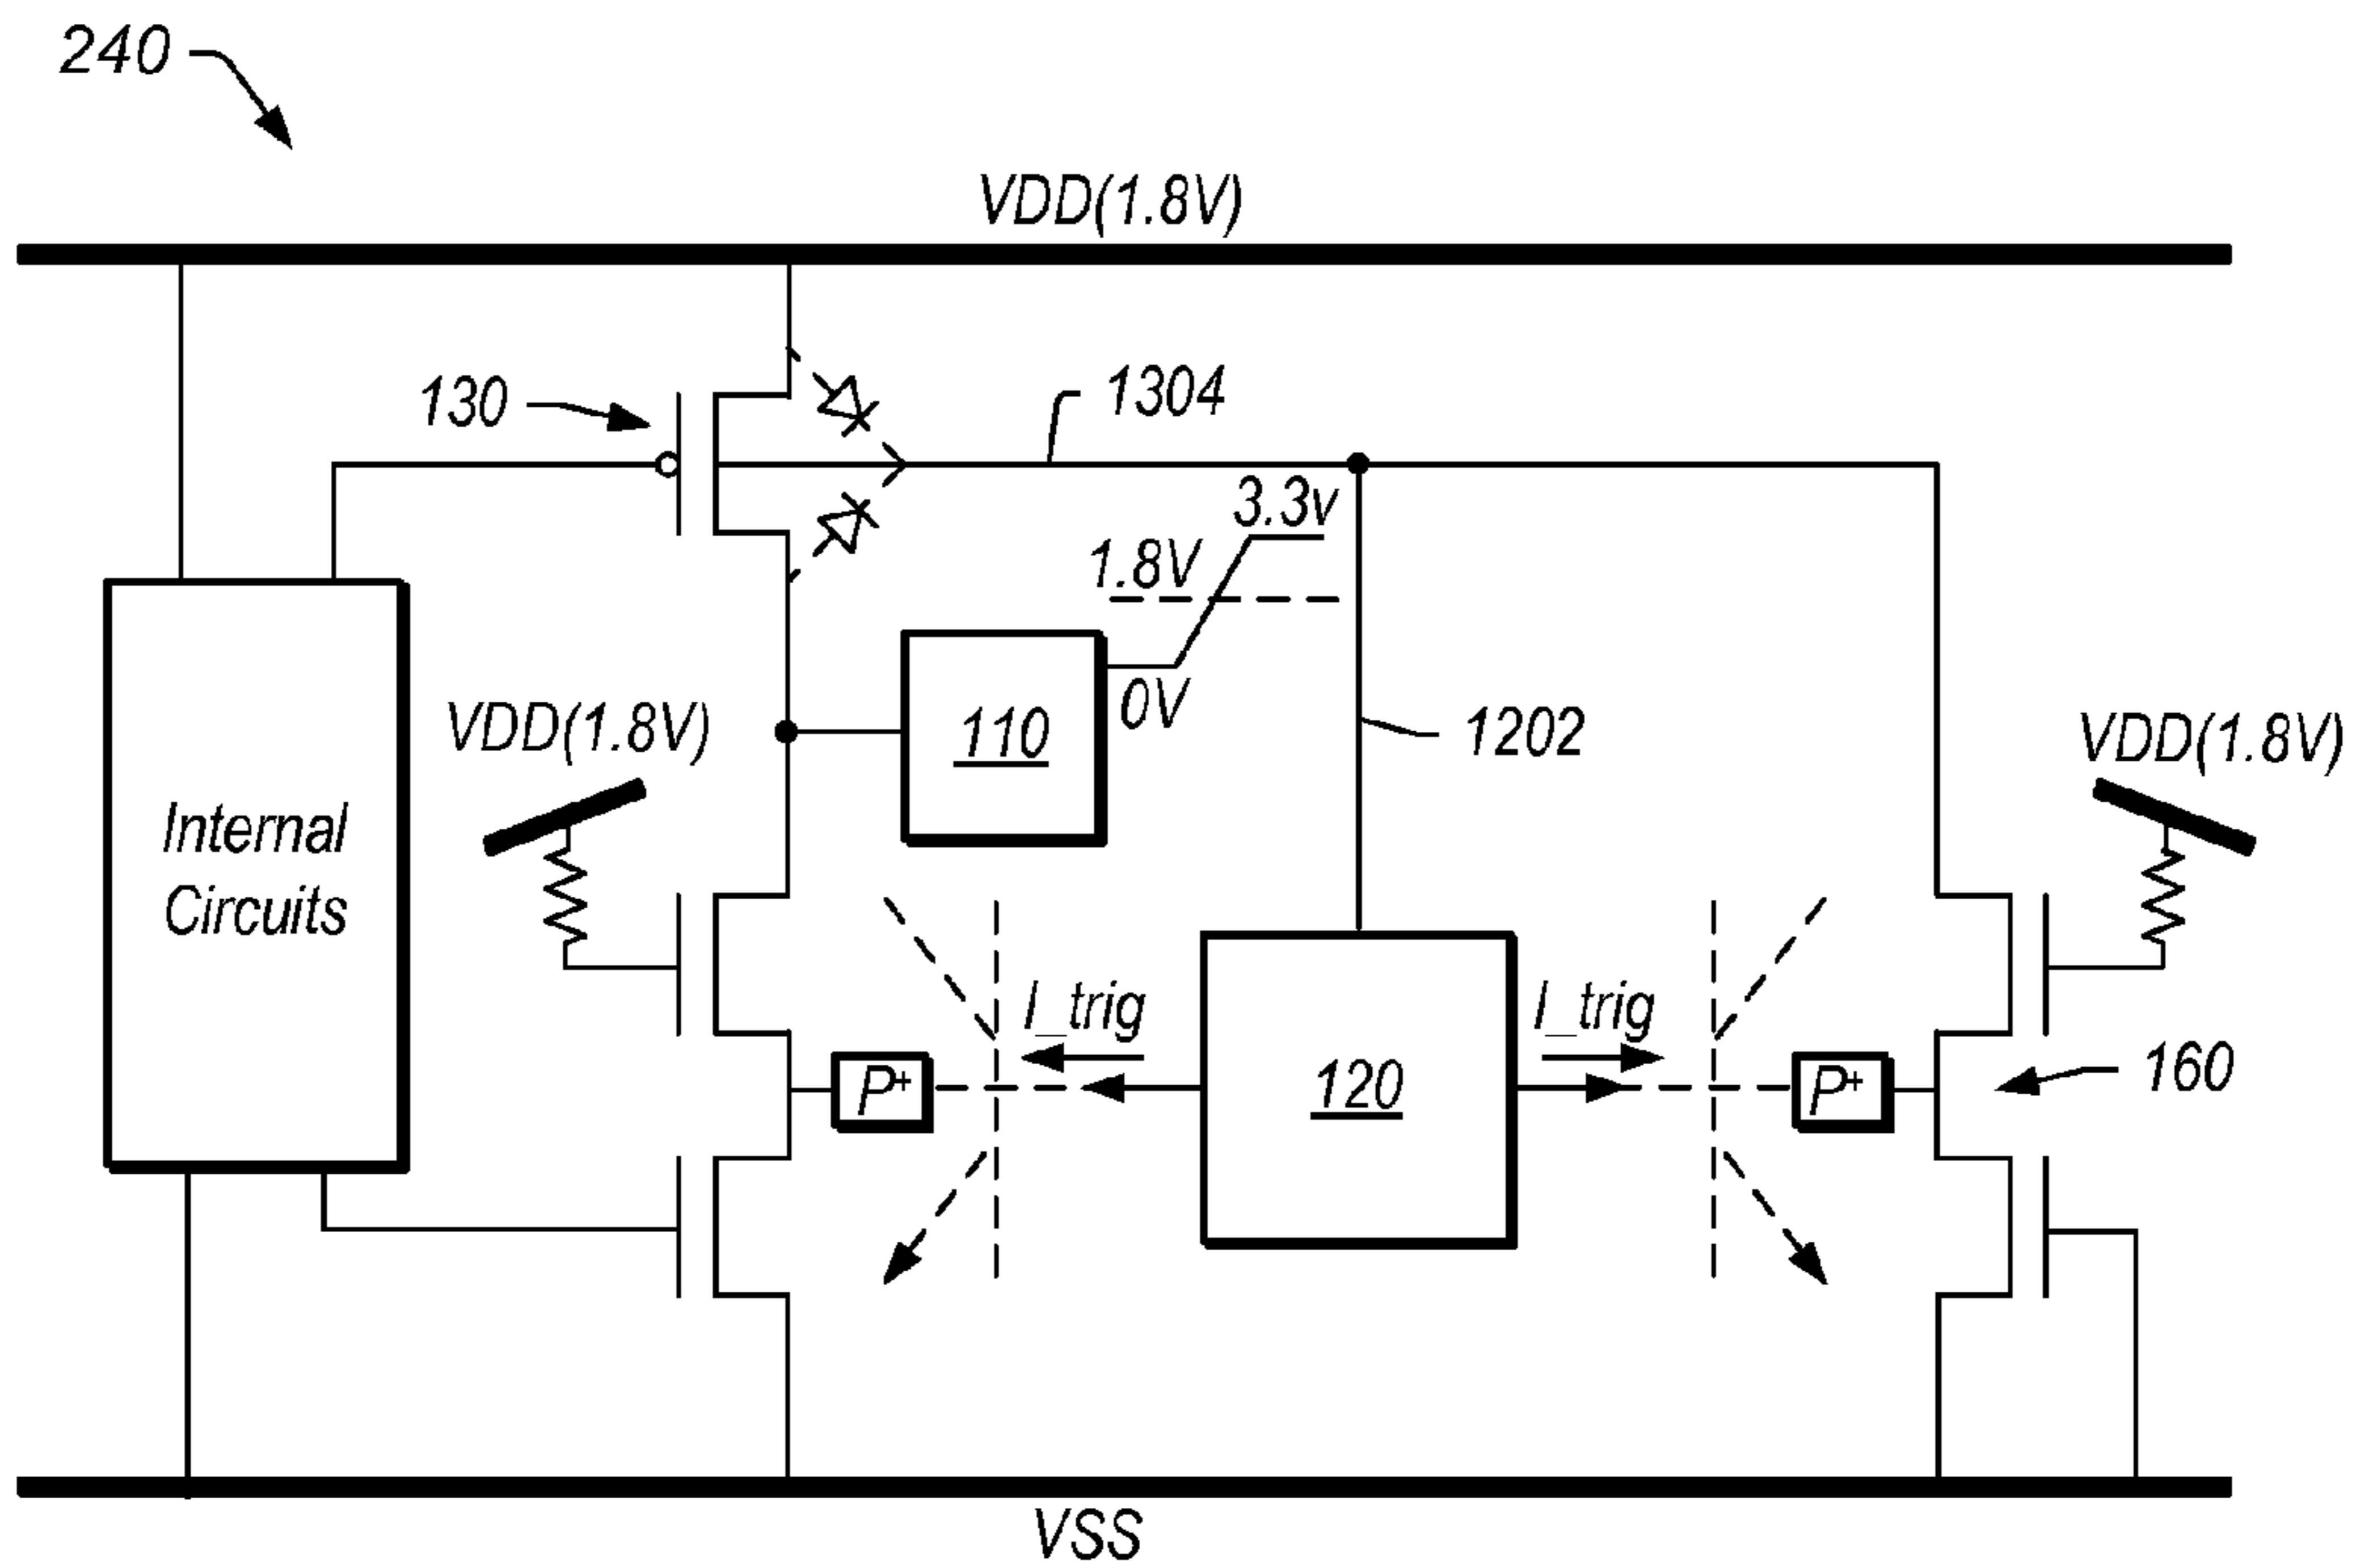 240
VDD(1.8V)
130
1304
3.3v
1.8V
0V
VDD(1.8V)
110
1202
VDD(1.8V)
Internal
Circuits
I_trig
I_trig
P+
120
P+
160
VSS